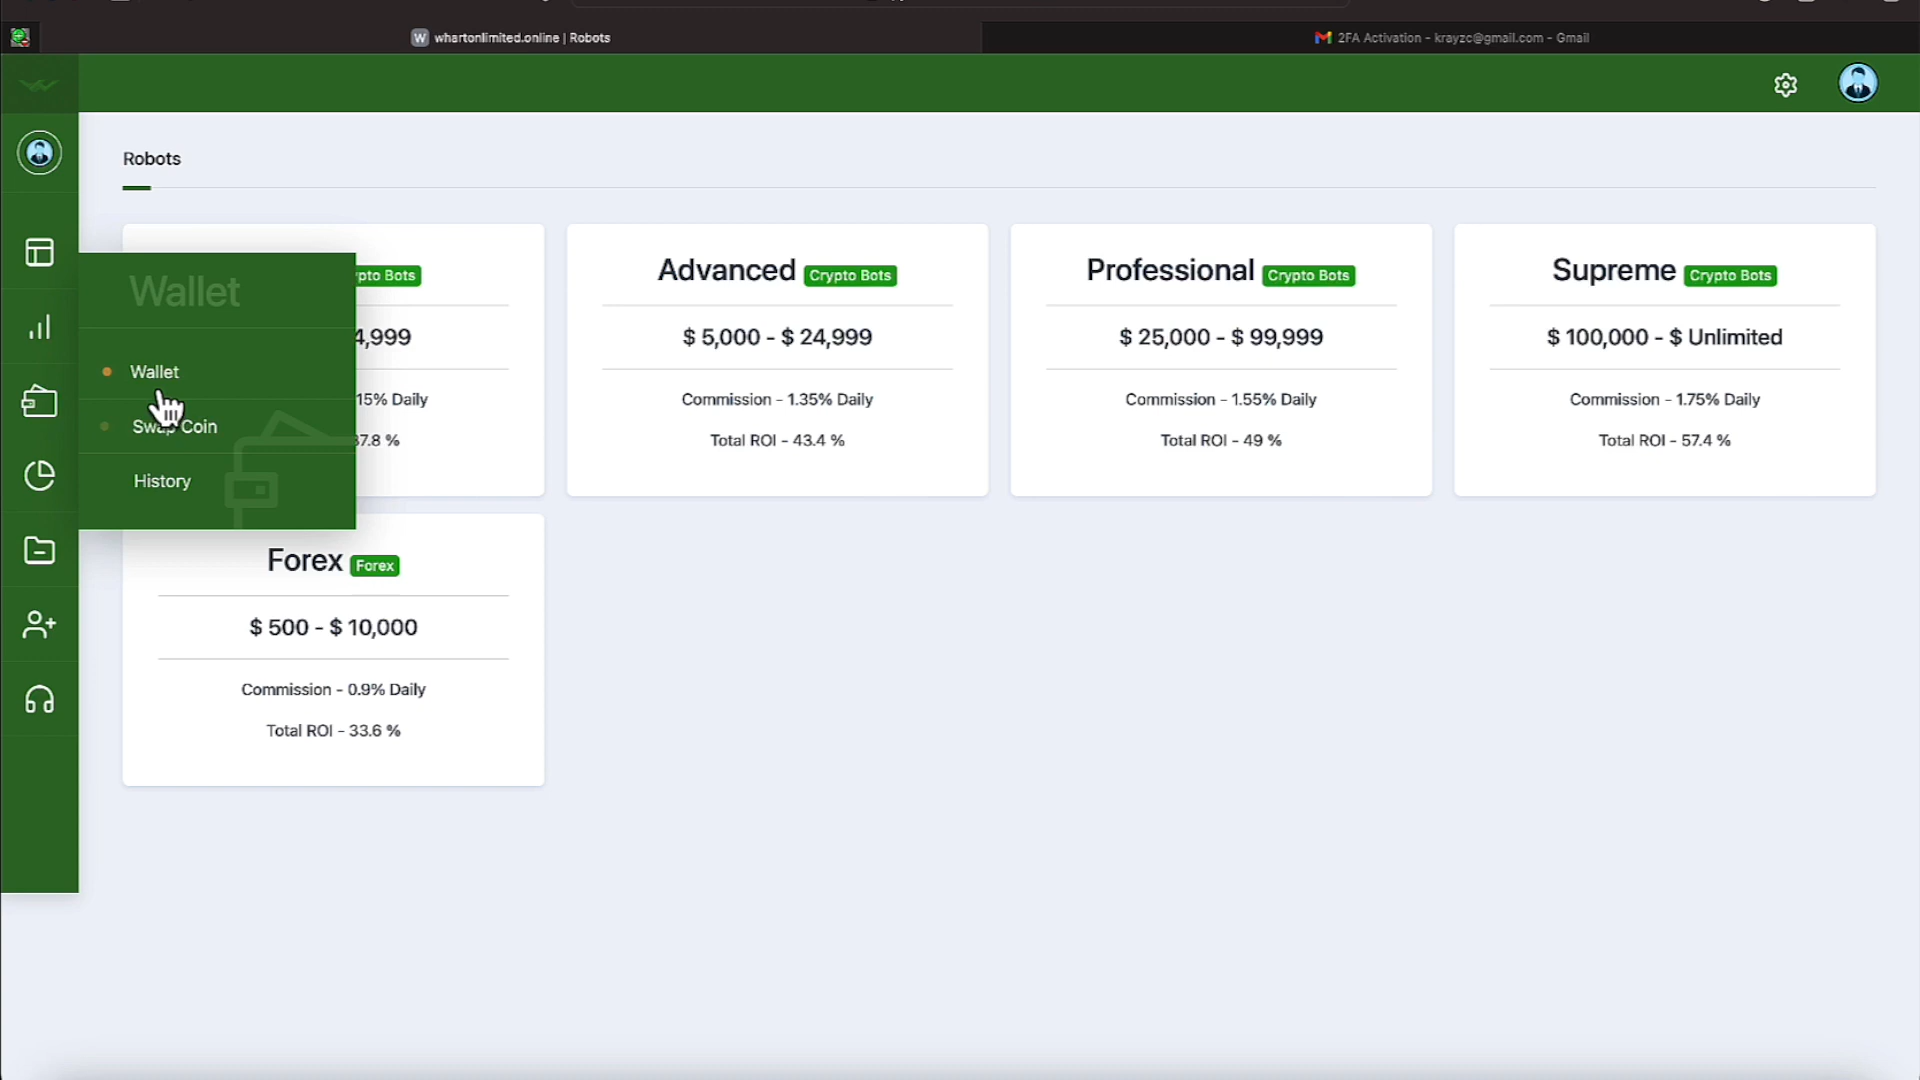 W whartonlimited.online | Robots
2FA Activation - krayzc@gmail.com - Gmail
Robots
pto Bots
4,999
15% Daily
37.8 %
Advanced Crypto Bots
$ 5,000 - $ 24,999
Commission - 1.35% Daily
Total ROI - 43.4 %
Professional Crypto Bots
$ 25,000 - $ 99,999
Commission - 1.55% Daily
Total ROI - 49 %
Supreme Crypto Bots
$ 100,000 - $ Unlimited
Commission - 1.75% Daily
Total ROI - 57.4 %
Wallet
Wallet
Swap Coin
History
Forex Forex
$ 500 - $ 10,000
Commission - 0.9% Daily
Total ROI - 33.6 %